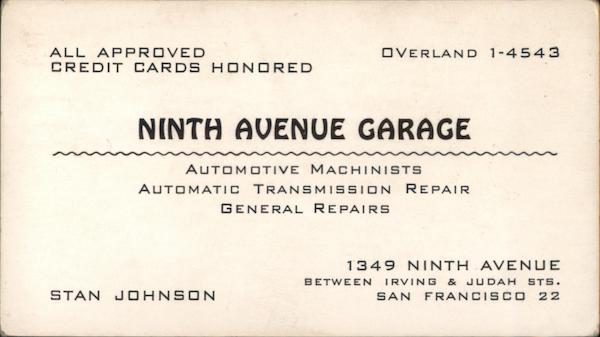 ALL APPROVED
CREDIT CARDS HONORED
OVERLAND 1-4543
NINTH AVENUE GARAGE
AUTOMOTIVE MACHINISTS
AUTOMATIC TRANSMISSION REPAIR
GENERAL REPAIRS
STAN JOHNSON
1349 NINTH AVENUE
BETWEEN IRVING & JUDAH STS.
SAN FRANCISCO 22